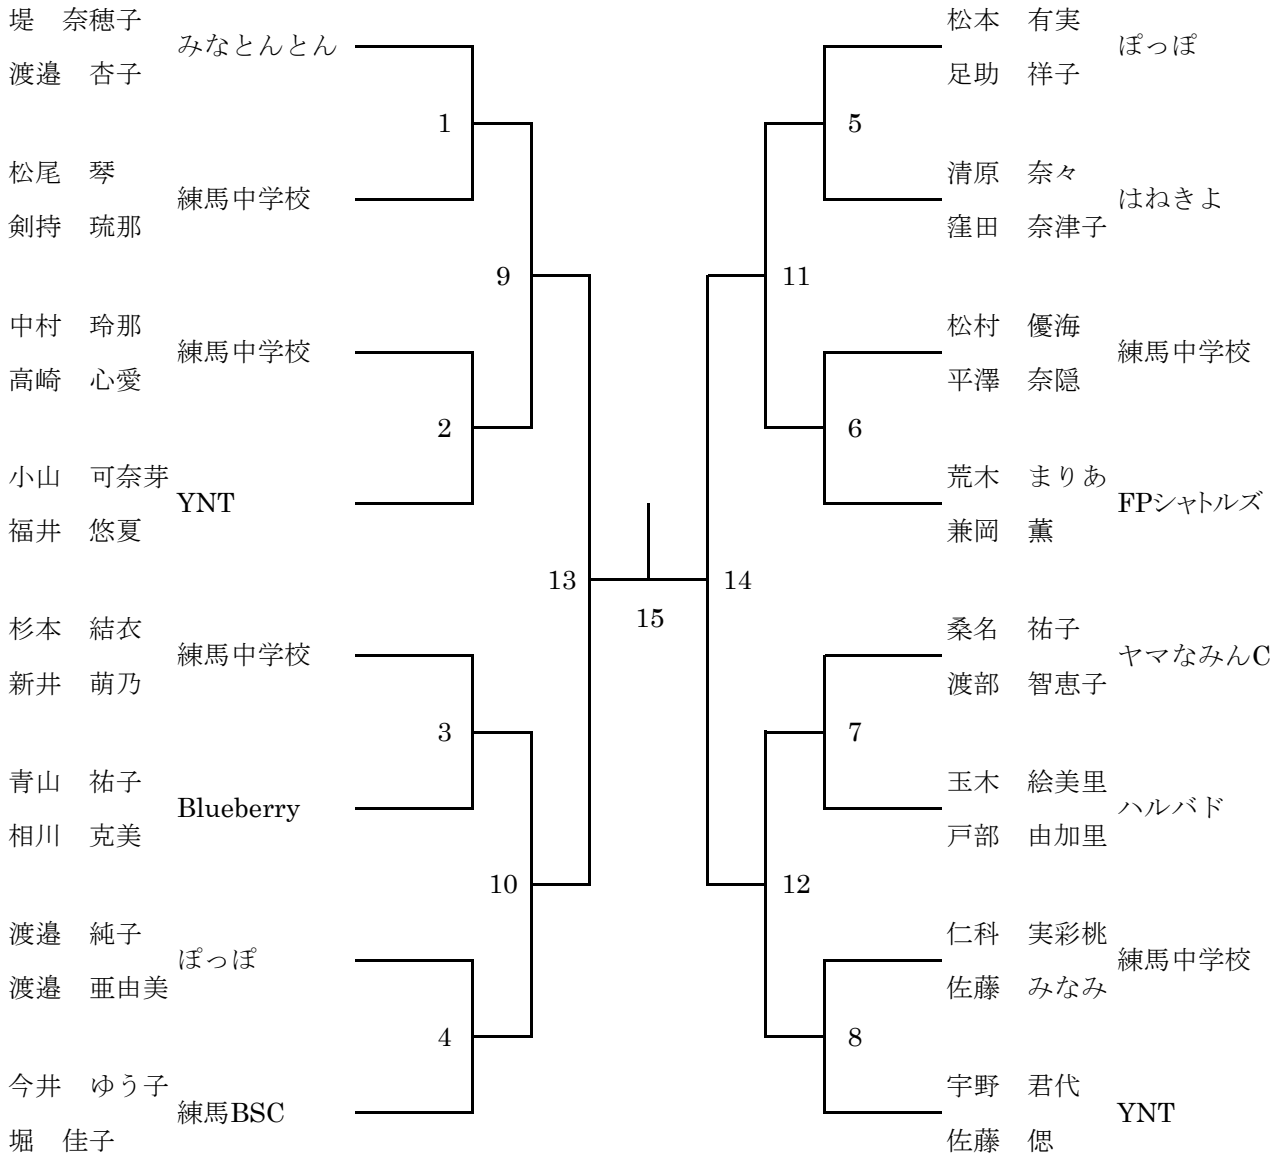 堤　奈穂子
みなとんとん
渡邉　杏子
1
松尾　琴
練馬中学校
剣持　琉那
9
中村　玲那
練馬中学校
高崎　心愛
2
小山　可奈芽
YNT
福井　悠夏
13
15
杉本　結衣
練馬中学校
新井　萌乃
3
青山　祐子
Blueberry
相川　克美
10
渡邉　純子
ぽっぽ
渡邉　亜由美
4
今井　ゆう子
練馬BSC
堀　佳子
松本　有実
ぽっぽ
足助　祥子
5
清原　奈々
はねきよ
窪田　奈津子
11
松村　優海
練馬中学校
平澤　奈隠
6
荒木　まりあ
FPシャトルズ
兼岡　薫
14
桑名　祐子
ヤマなみんC
渡部　智恵子
7
玉木　絵美里
ハルバド
戸部　由加里
12
仁科　実彩桃
練馬中学校
佐藤　みなみ
8
宇野　君代
YNT
佐藤　偲